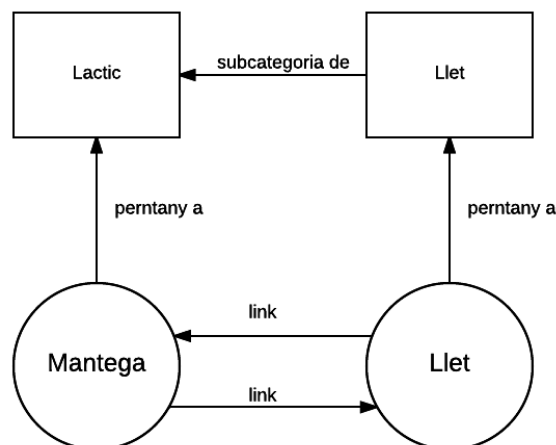 Lactic
subcategoria de
Llet
perntany a
perntany a
link
Mantega
Llet
link